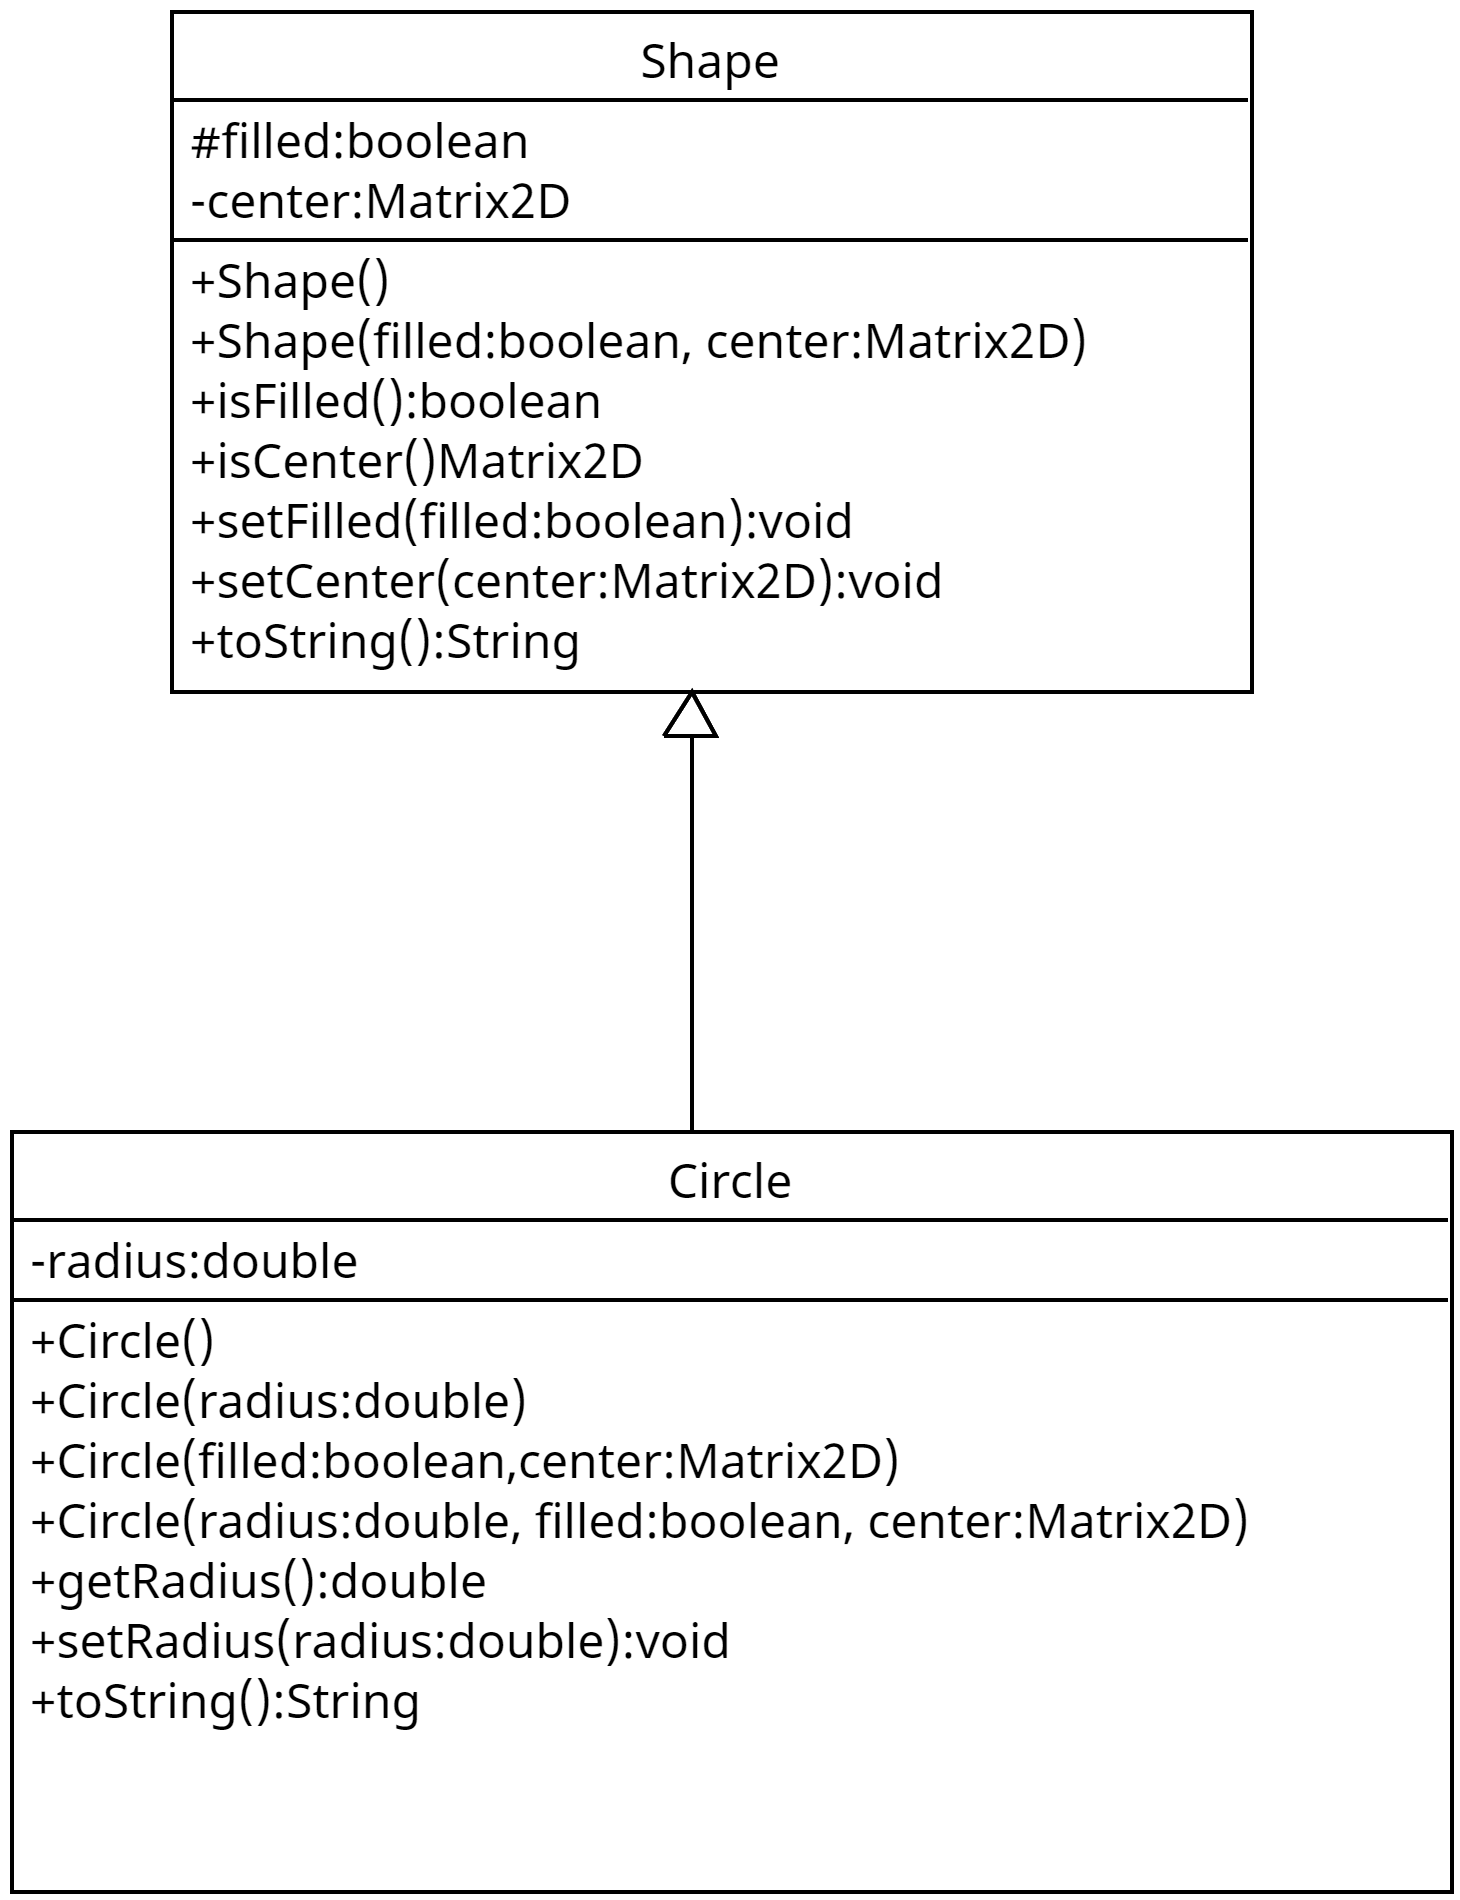 Shape
#filled:boolean
-center:Matrix2D
+Shape()
+Shape(filled:boolean, center:Matrix2D)
+isFilled():boolean
+isCenter()Matrix2D
+setFilled(filled:boolean):void
+setCenter(center:Matrix2D):void
+toString():String
Circle
-radius:double
+Circle()
+Circle(radius:double)
+Circle(filled:boolean,center:Matrix2D)
+Circle(radius:double, filled:boolean, center:Matrix2D)
+getRadius():double
+setRadius(radius:double):void
+toString():String